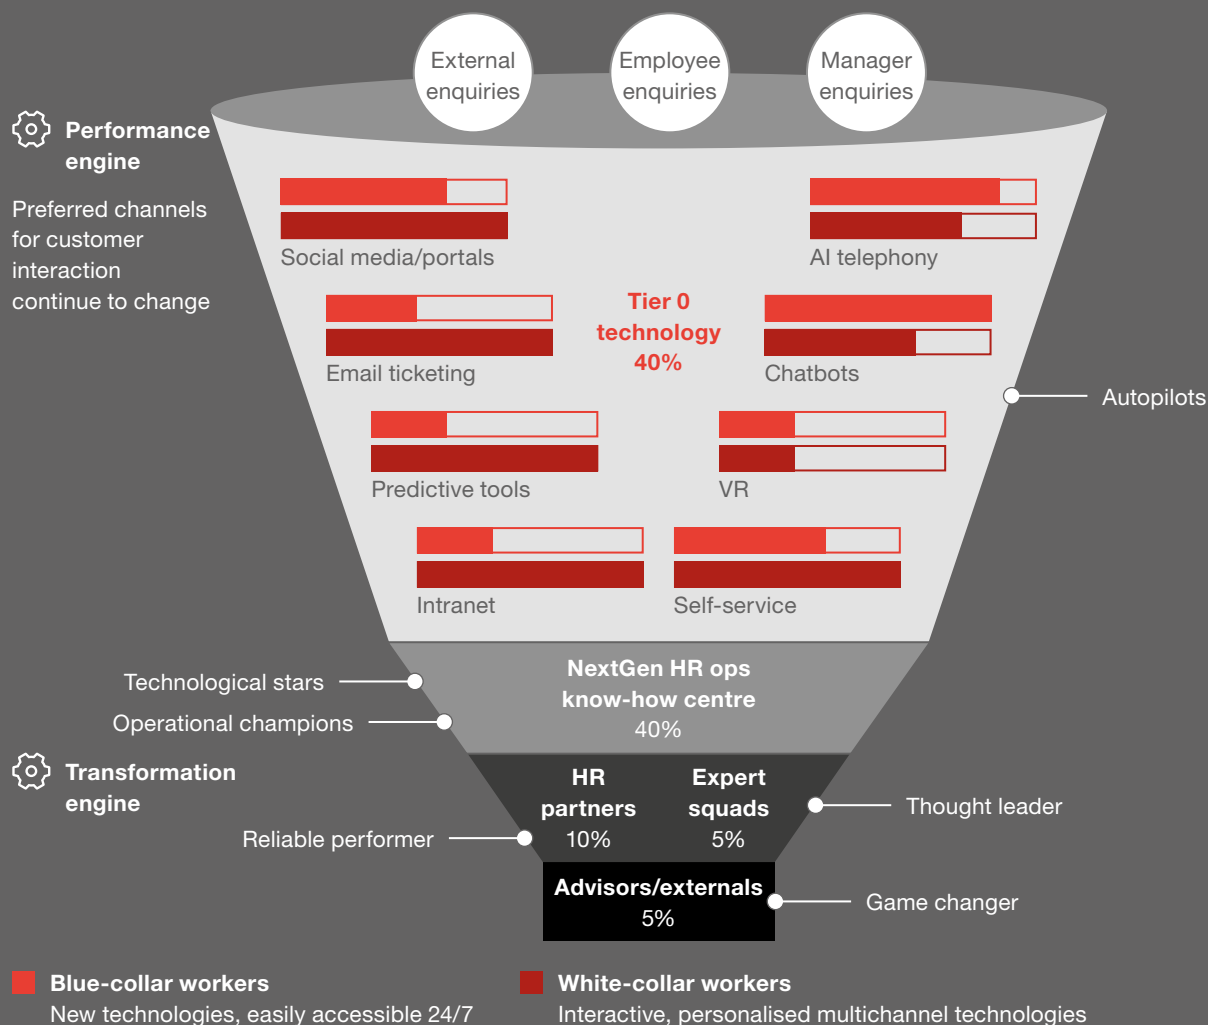 External
enquiries
Employee
enquiries
Manager
enquiries
Performance
engine
Preferred channels
for customer
interaction
continue to change
Social media/portals
AI telephony
Tier 0
technology
40%
Email ticketing
Chatbots
Autopilots
Predictive tools
VR
Intranet
Self-service
NextGen HR ops
know-how centre
40%
Technological stars
Operational champions
Transformation
engine
HR
partners
10%
Expert
squads
5%
Thought leader
Reliable performer
Advisors/externals
5%
Game changer
Blue-collar workers
New technologies, easily accessible 24/7
White-collar workers
Interactive, personalised multichannel technologies